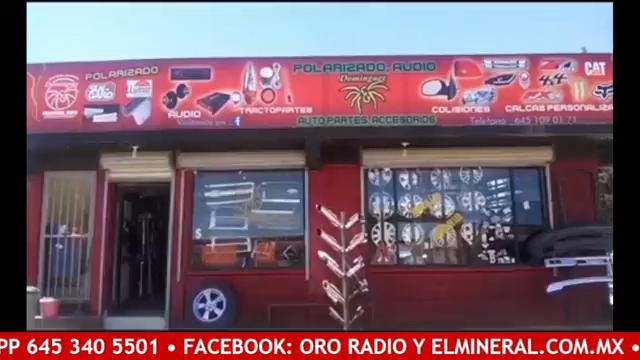 POLARIZADO
POLARIZADO, AUDIO
Dominguez
4x4
CAT
AUDIO
TRACTOPARTES
COLISIONES
CALCAS PERSONALIZA
AUTO PARTES, ACCESORIOS
Telefono 645 109 01 71
PP 645 340 5501 • FACEBOOK: ORO RADIO Y ELMINERAL.COM.MX •